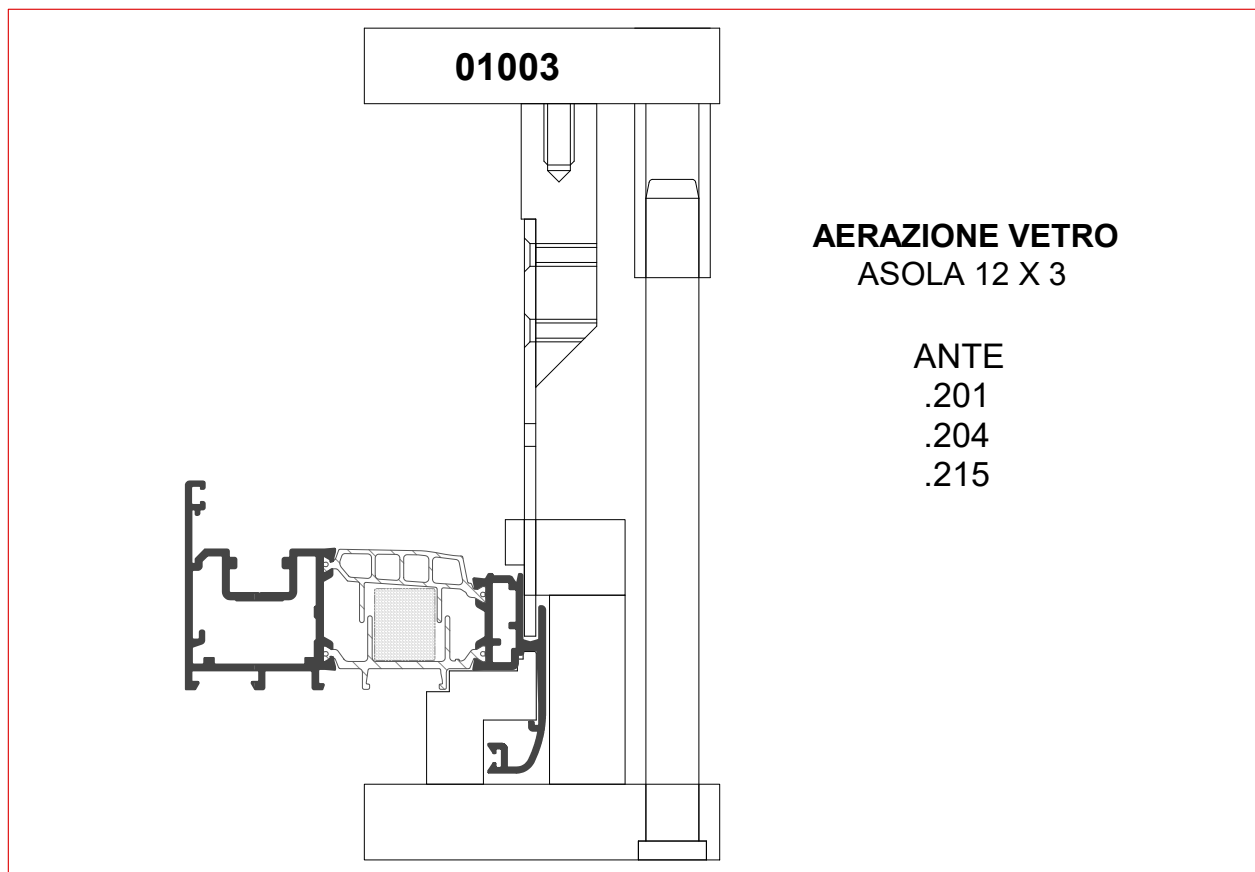 01003
AERAZIONE VETRO
ASOLA 12 X 3
ANTE
.201
.204
.215